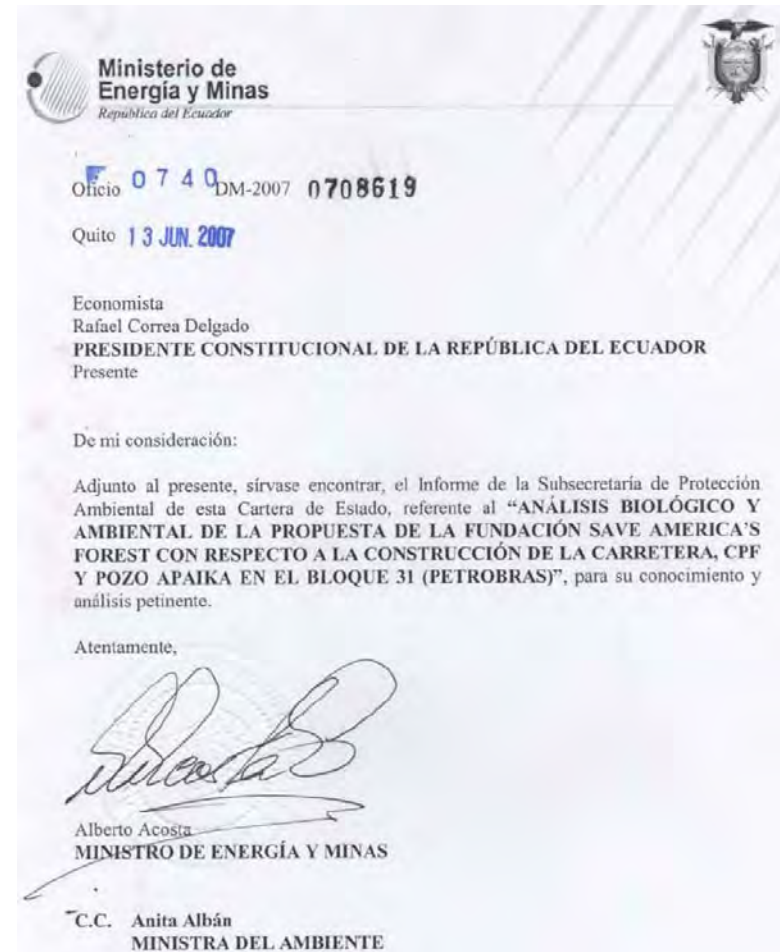 Ministerio de
Energía y Minas
República del Ecuador
Oficio 0 7 4 0 DM-2007 0708619
Quito 1 3 JUN. 2007
Economista
Rafael Correa Delgado
PRESIDENTE CONSTITUCIONAL DE LA REPÚBLICA DEL ECUADOR
Presente
De mi consideración:
Adjunto al presente, sírvase encontrar, el Informe de la Subsecretaría de Protección
Ambiental de esta Cartera de Estado, referente al “ANÁLISIS BIOLÓGICO Y
AMBIENTAL DE LA PROPUESTA DE LA FUNDACIÓN SAVE AMERICA’S
FOREST CON RESPECTO A LA CONSTRUCCIÓN DE LA CARRETERA, CPF
Y POZO APAIKA EN EL BLOQUE 31 (PETROBRAS)”, para su conocimiento y
análisis petinente.
Atentamente,
Alberto Acosta
MINISTRO DE ENERGÍA Y MINAS
C.C. Anita Albán
MINISTRA DEL AMBIENTE